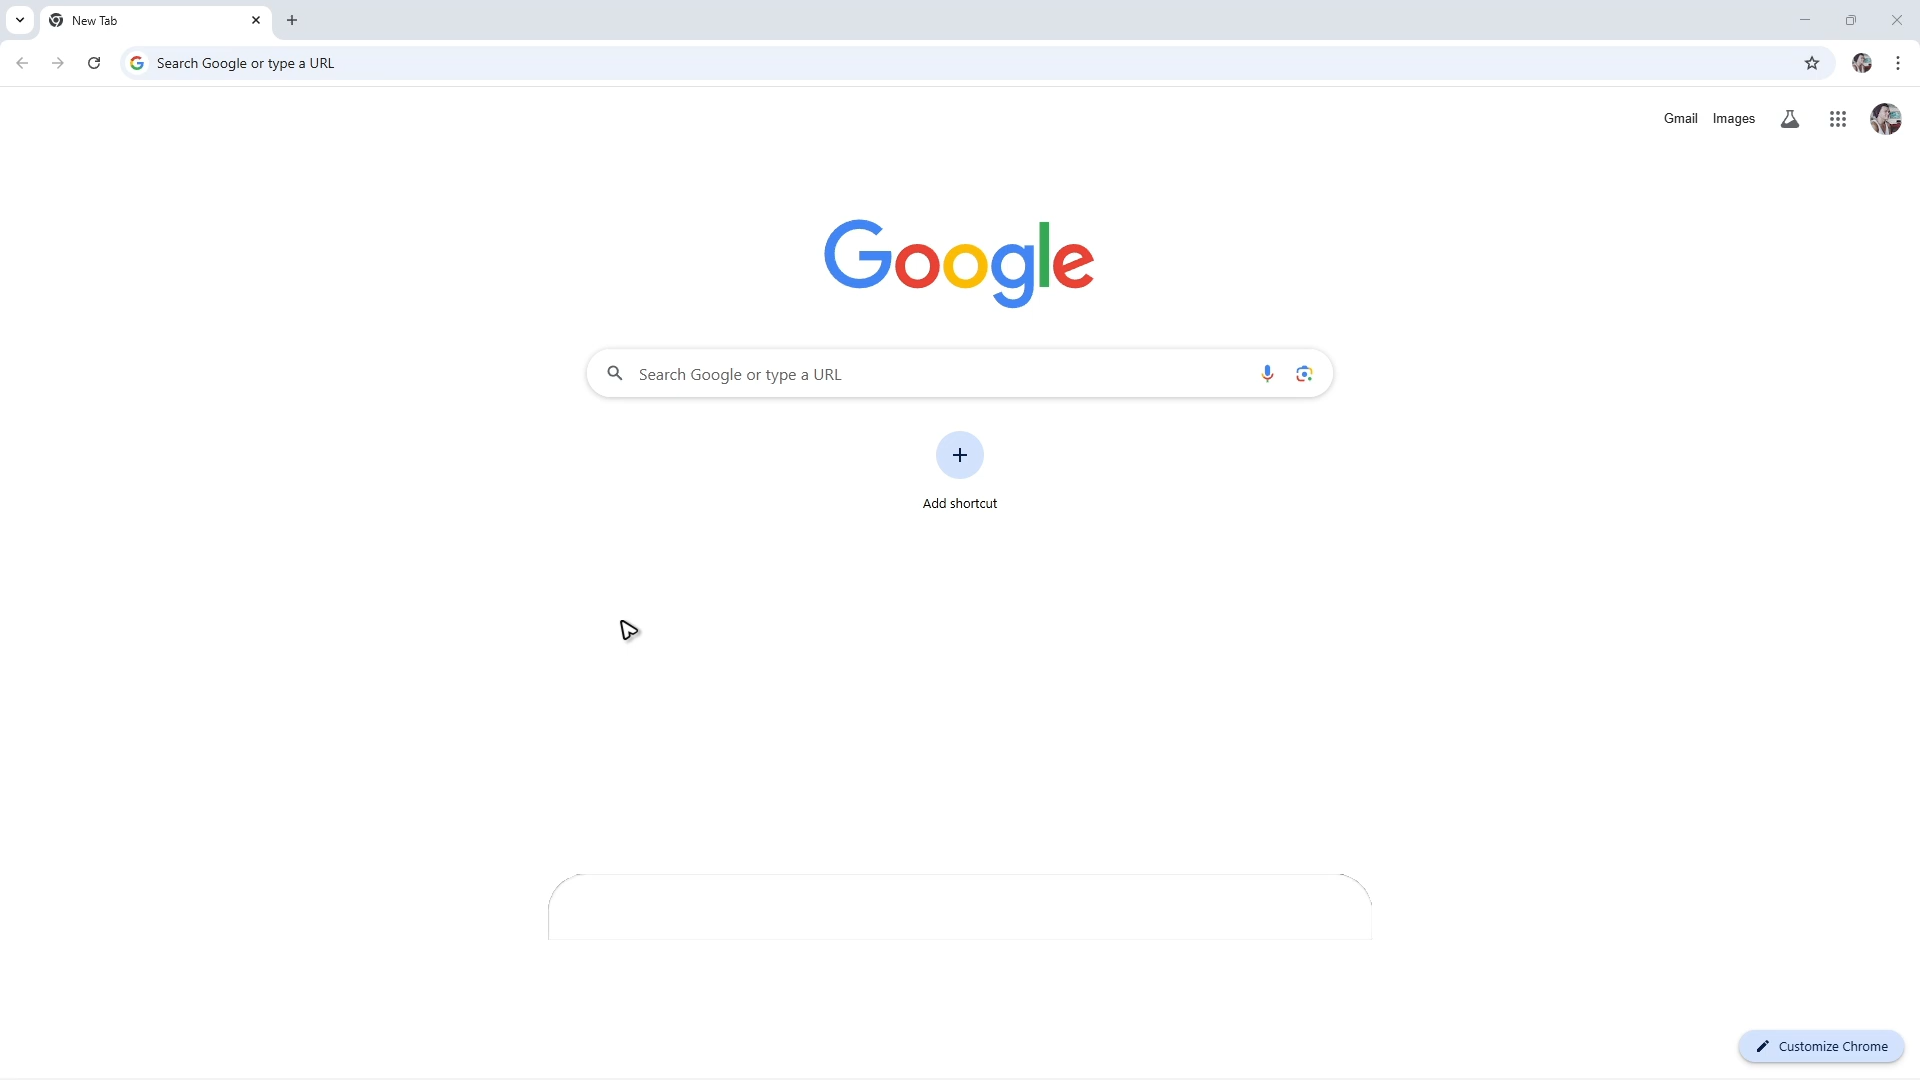 New Tab
Search Google or type a URL
Gmail Images
Google
Search Google or type a URL
Add shortcut
Customize Chrome